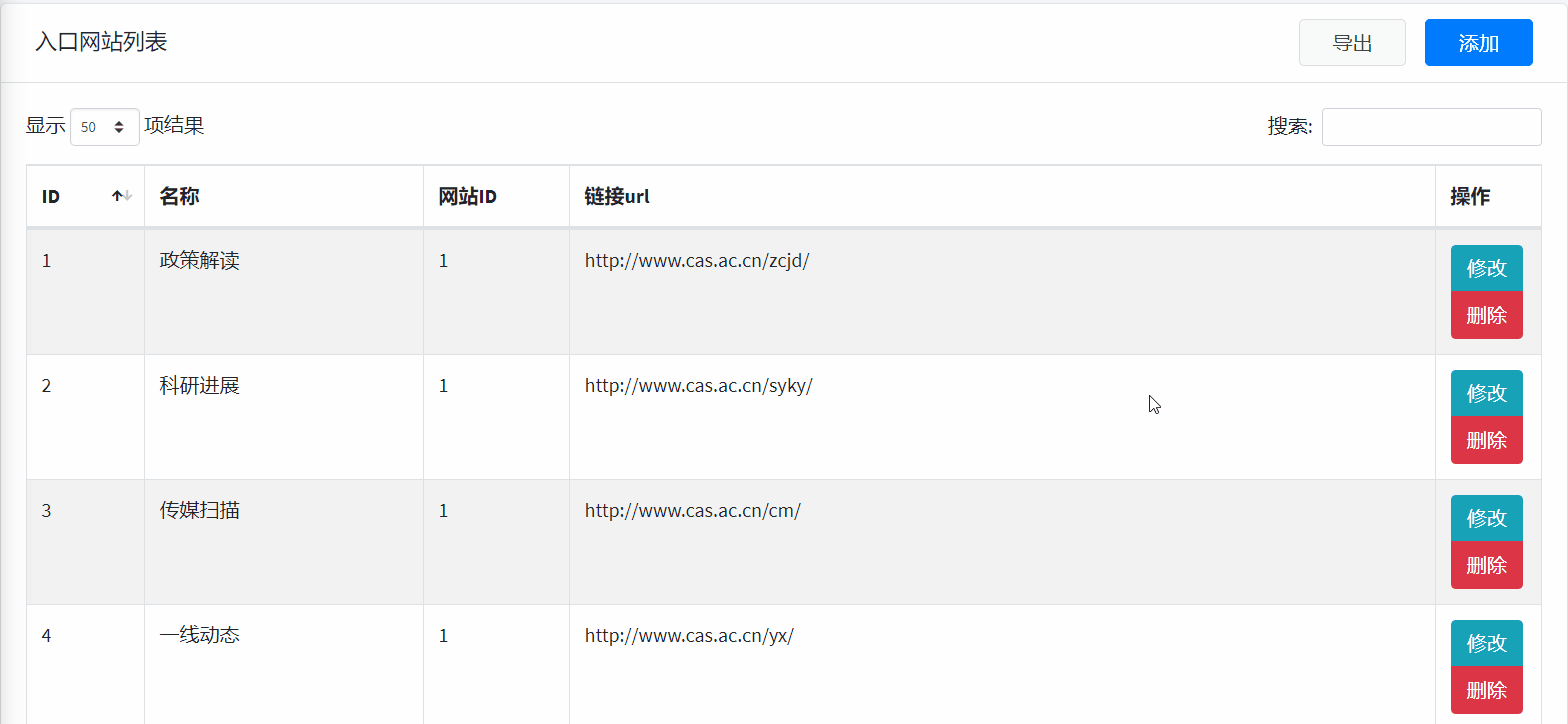 入口网站列表 导出 添加
显示 50 项结果 搜索:
ID 名称 网站ID 链接url 操作
1 政策解读 1 http://www.cas.ac.cn/zcjd/ 修改
删除
2 科研进展 1 http://www.cas.ac.cn/syky/ 修改
删除
3 传媒扫描 1 http://www.cas.ac.cn/cm/ 修改
删除
4 一线动态 1 http://www.cas.ac.cn/yx/ 修改
删除